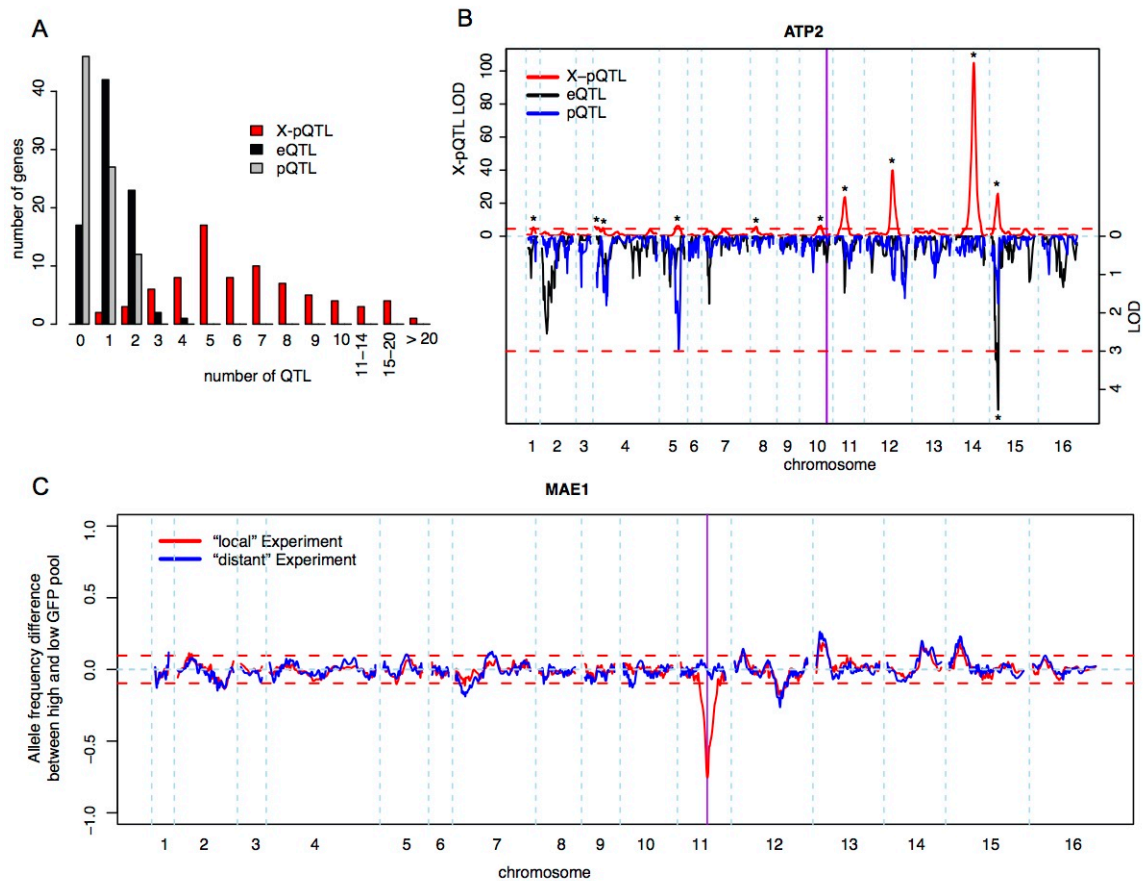 A
number of genes
0
10
20
30
40
X-pQTL
eQTL
pQTL
0 1 2 3 4 5 6 7 8 9 10 11−14 15−20 > 20
number of QTL
B
ATP2
X−pQTL LOD
0 20 40 60 80 100
X−pQTL
eQTL
pQTL
* * * * * * * * * *
*
0
1
2
3
4
LOD
1 2 3 4 5 6 7 8 9 10 11 12 13 14 15 16
chromosome
C
MAE1
Allele frequency difference
between high and low GFP pool
1.0
0.5
0.0
−0.5
−1.0
"local" Experiment
"distant" Experiment
1 2 3 4 5 6 7 8 9 10 11 12 13 14 15 16
chromosome